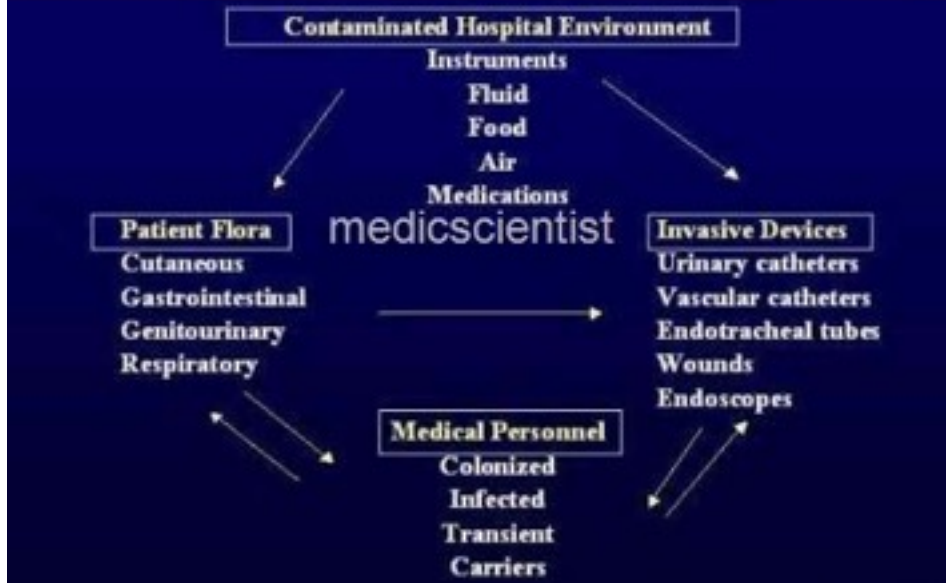 Contaminated Hospital Environment
Instruments
Fluid
Food
Air
Medications
medicscientist
Patient Flora
Cutaneous
Gastrointestinal
Genitourinary
Respiratory
Invasive Devices
Urinary catheters
Vascular catheters
Endotracheal tubes
Wounds
Endoscopes
Medical Personnel
Colonized
Infected
Transient
Carriers